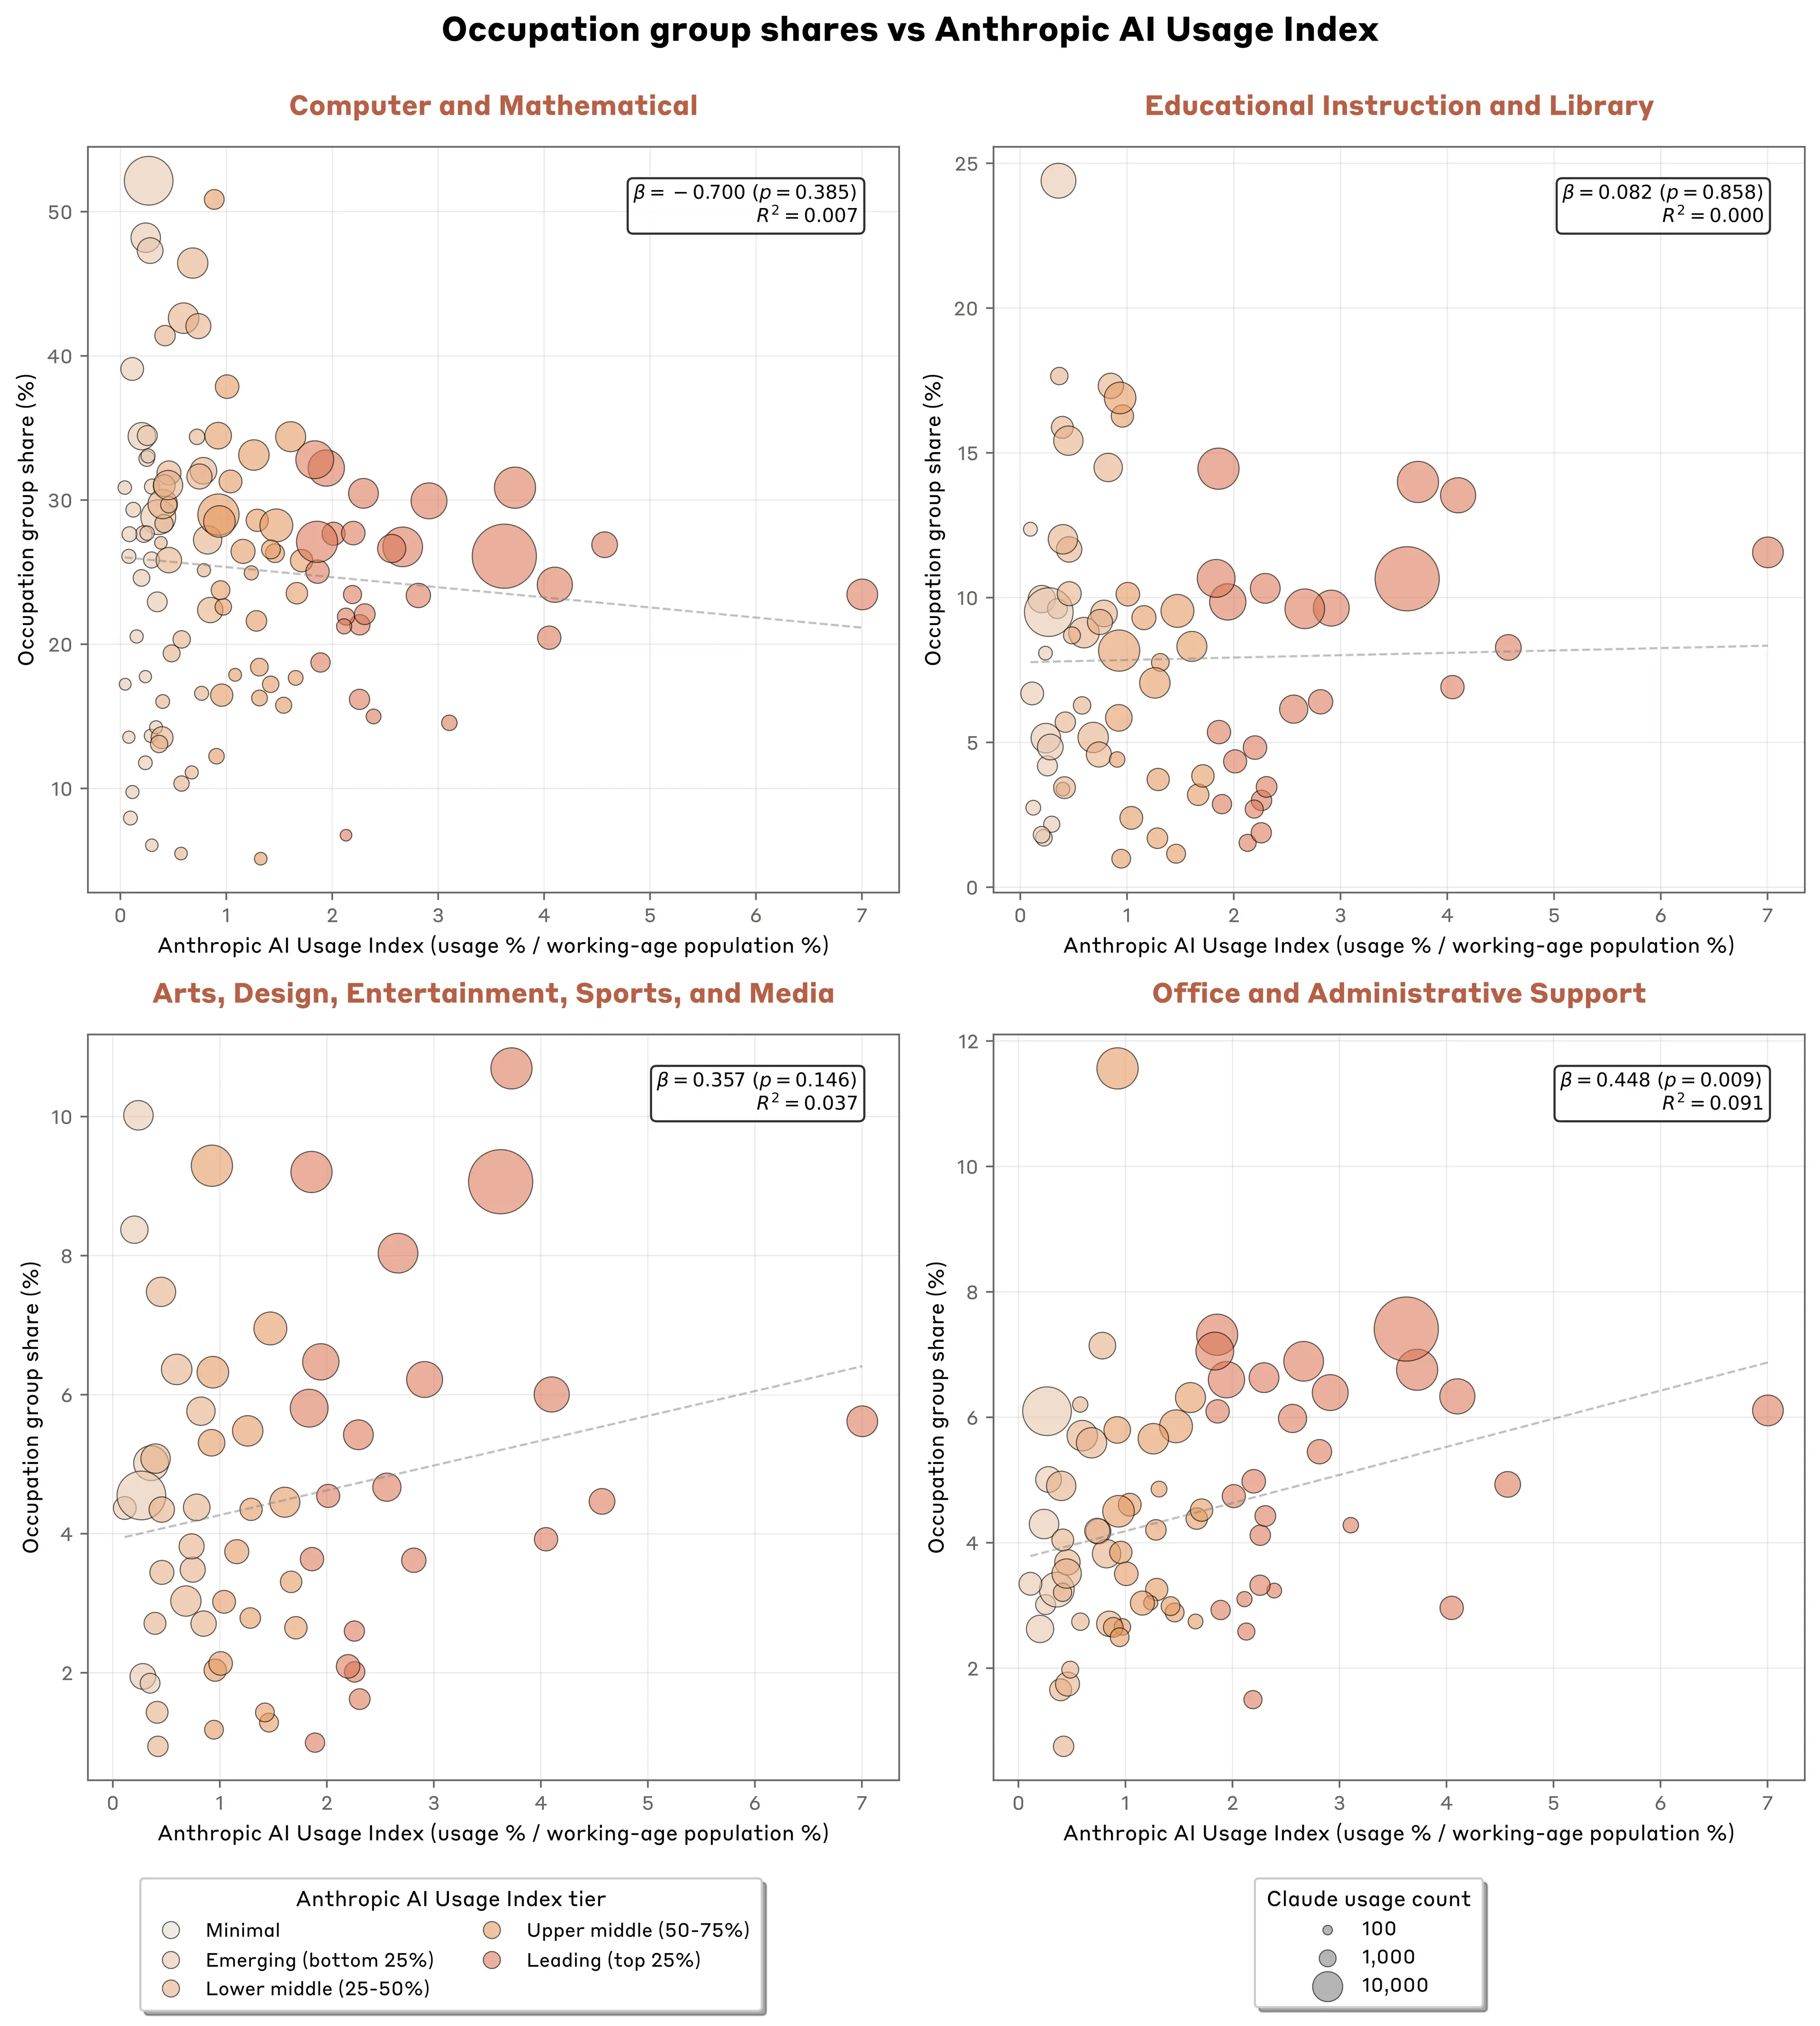 Occupation group shares vs Anthropic AI Usage Index
Computer and Mathematical
Occupation group share (%)
50
40
30
20
10
β = − 0.700 (p = 0.385)
R² = 0.007
0 1 2 3 4 5 6 7
Anthropic AI Usage Index (usage % / working-age population %)
Educational Instruction and Library
Occupation group share (%)
25
20
15
10
5
0
β = 0.082 (p = 0.858)
R² = 0.000
0 1 2 3 4 5 6 7
Anthropic AI Usage Index (usage % / working-age population %)
Arts, Design, Entertainment, Sports, and Media
Occupation group share (%)
10
8
6
4
2
β = 0.357 (p = 0.146)
R² = 0.037
0 1 2 3 4 5 6 7
Anthropic AI Usage Index (usage % / working-age population %)
Office and Administrative Support
Occupation group share (%)
12
10
8
6
4
2
β = 0.448 (p = 0.009)
R² = 0.091
0 1 2 3 4 5 6 7
Anthropic AI Usage Index (usage % / working-age population %)
Anthropic AI Usage Index tier
Minimal
Emerging (bottom 25%)
Lower middle (25-50%)
Upper middle (50-75%)
Leading (top 25%)
Claude usage count
100
1,000
10,000